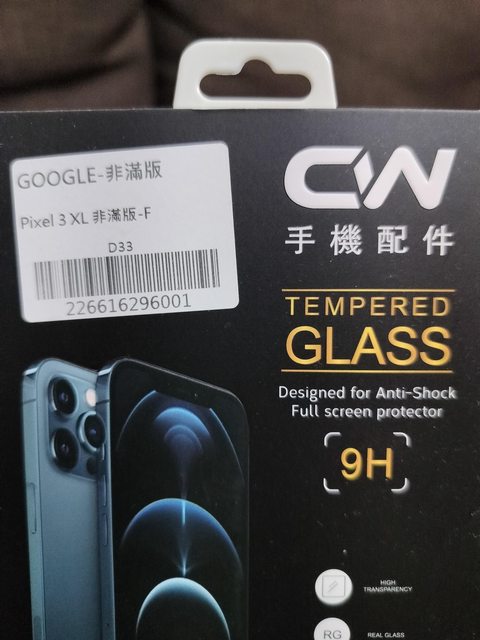 GOOGLE-非滿版
Pixel 3 XL 非滿版-F
D33
226616296001
CW
手機配件
TEMPERED
GLASS
Designed for Anti-Shock
Full screen protector
9H
HIGH
TRANSPARENCY
RG
REAL GLASS